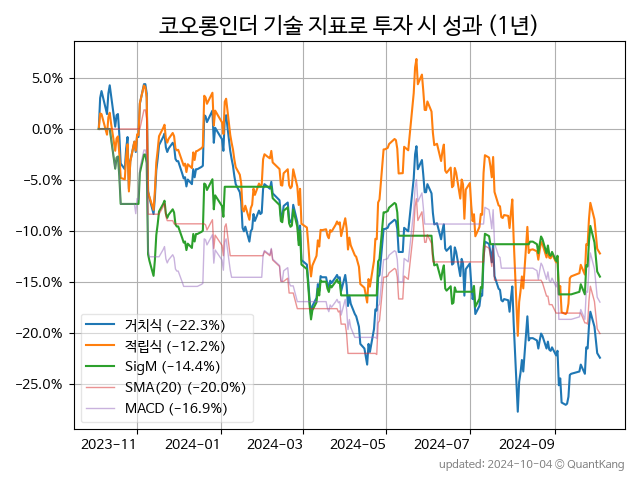 코오롱인더 기술 지표로 투자 시 성과 (1년)
5.0%
0.0%
−5.0%
−10.0%
−15.0%
−20.0%
−25.0%
거치식 (−22.3%)
적립식 (−12.2%)
SigM (−14.4%)
SMA(20) (−20.0%)
MACD (−16.9%)
2023-11 2024-01 2024-03 2024-05 2024-07 2024-09
updated: 2024-10-04 ⓒ QuantKang